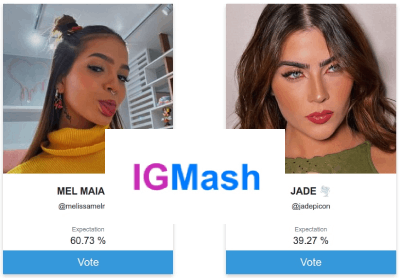 IGMash
MEL MAIA
@melissamelr
Expectation
60.73 %
Vote
JADE
@jadepicon
Expectation
39.27 %
Vote